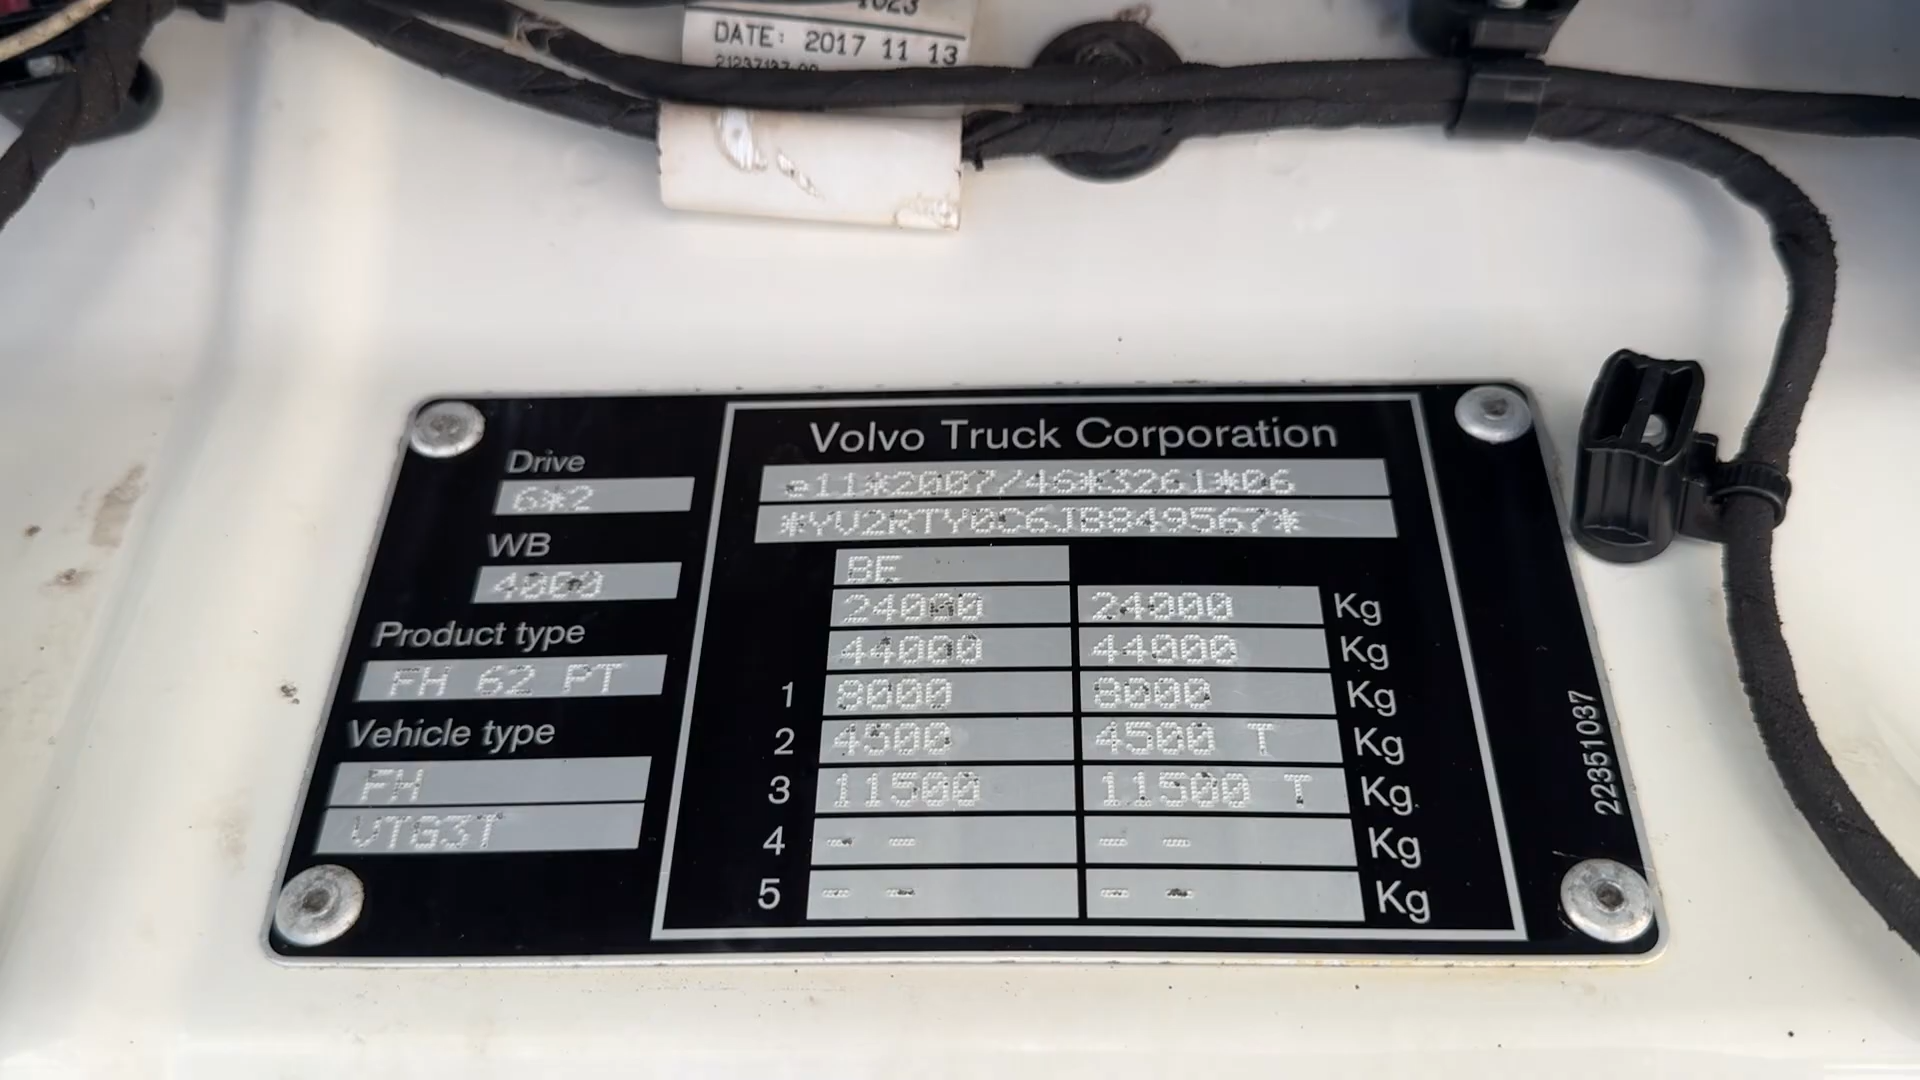 DATE: 2017 11 13
Volvo Truck Corporation
e11*2007/46*3261*06
*YV2RTY0C6JB849567*
Drive
6*2
WB
4000
Product type
FH 62 PT
Vehicle type
FH
VTG3T
BE
24000 24000 Kg
44000 44000 Kg
1 8000 8000 Kg
2 4500 4500 T Kg
3 11500 11500 T Kg
4 - - - - Kg
5 - - - - Kg
22351037